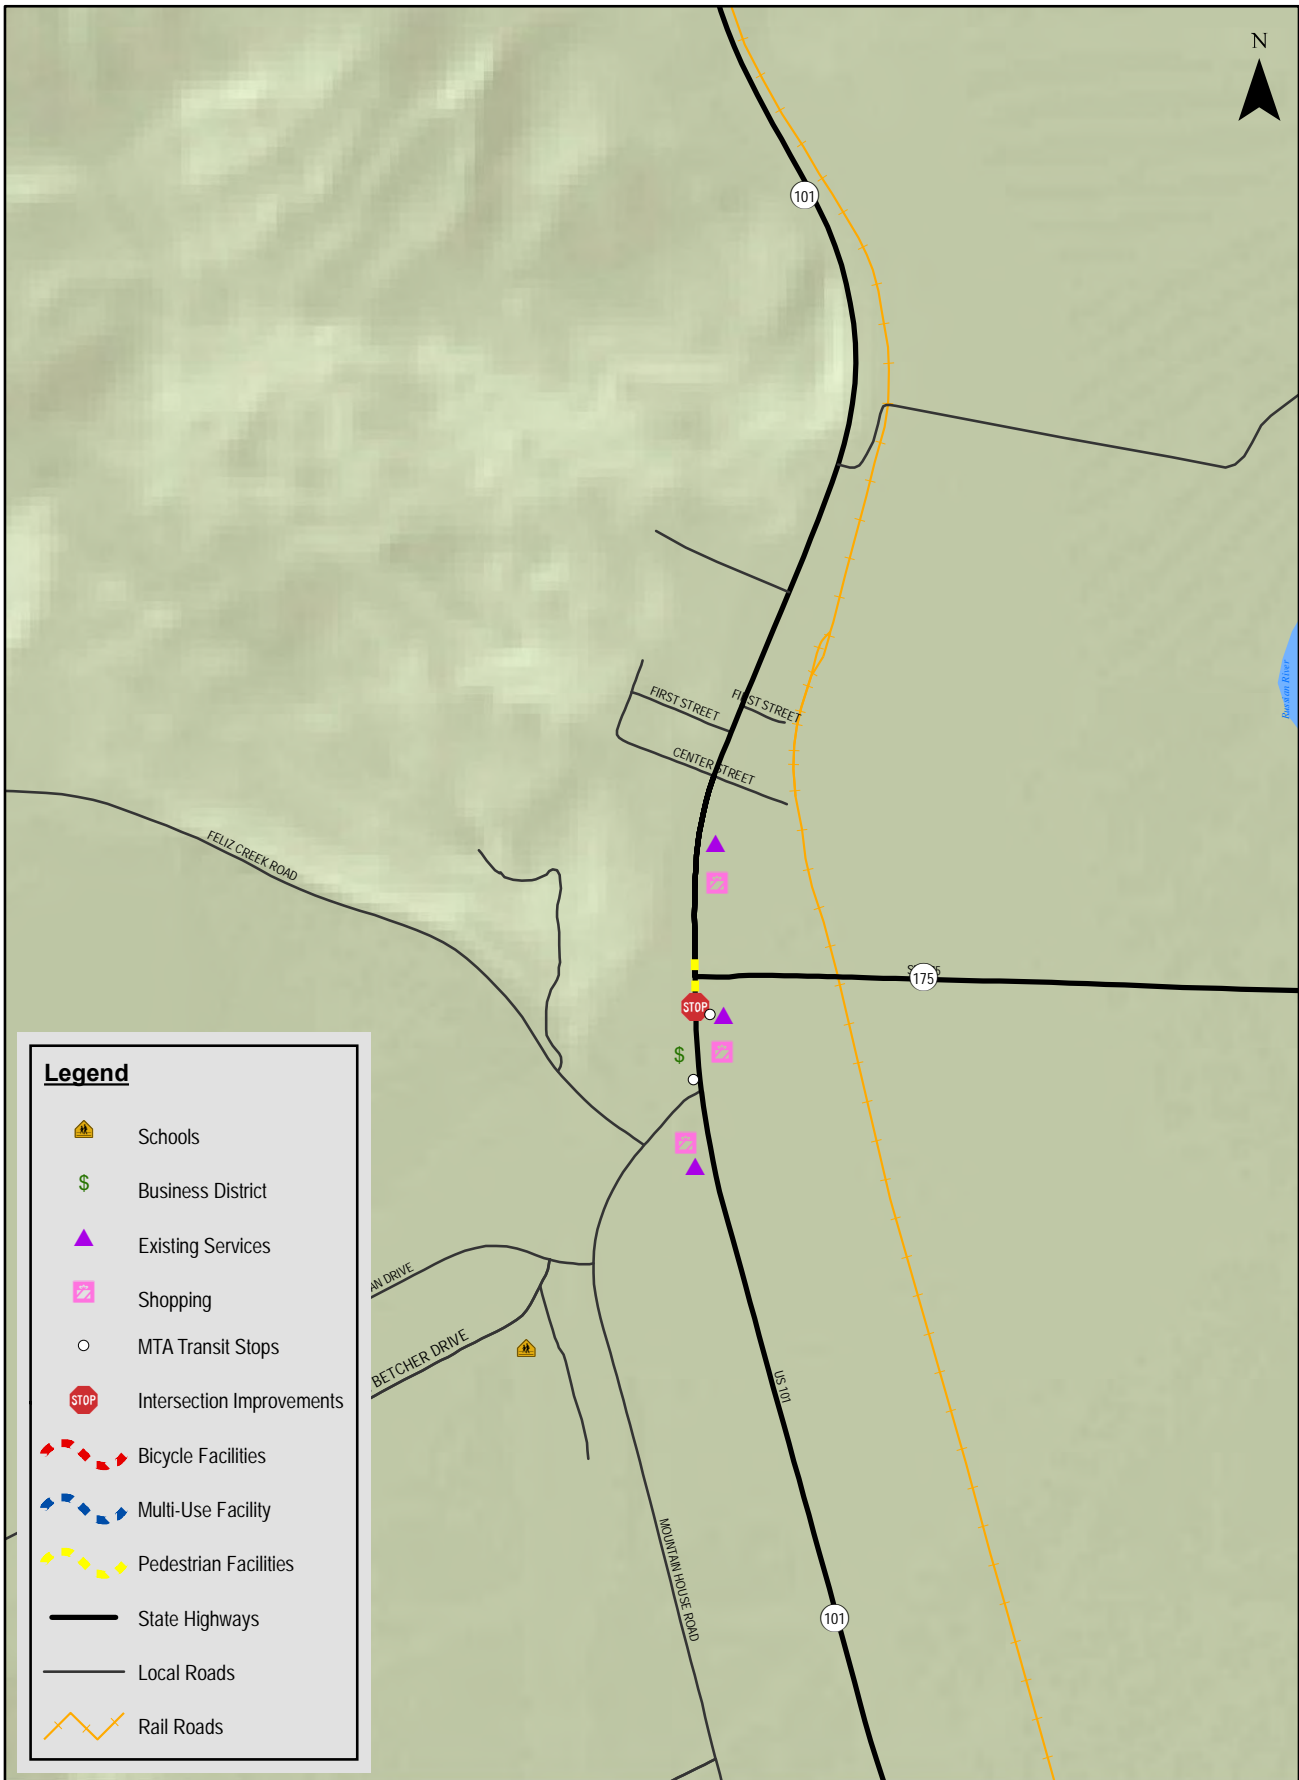 N
101
Russian River
FIRST STREET
FIRST STREET
CENTER STREET
FELIZ CREEK ROAD
175
STOP
$
BETCHER DRIVE
US 101
MOUNTAIN HOUSE ROAD
101
Legend
Schools
$ Business District
Existing Services
Shopping
MTA Transit Stops
STOP Intersection Improvements
Bicycle Facilities
Multi-Use Facility
Pedestrian Facilities
State Highways
Local Roads
Rail Roads